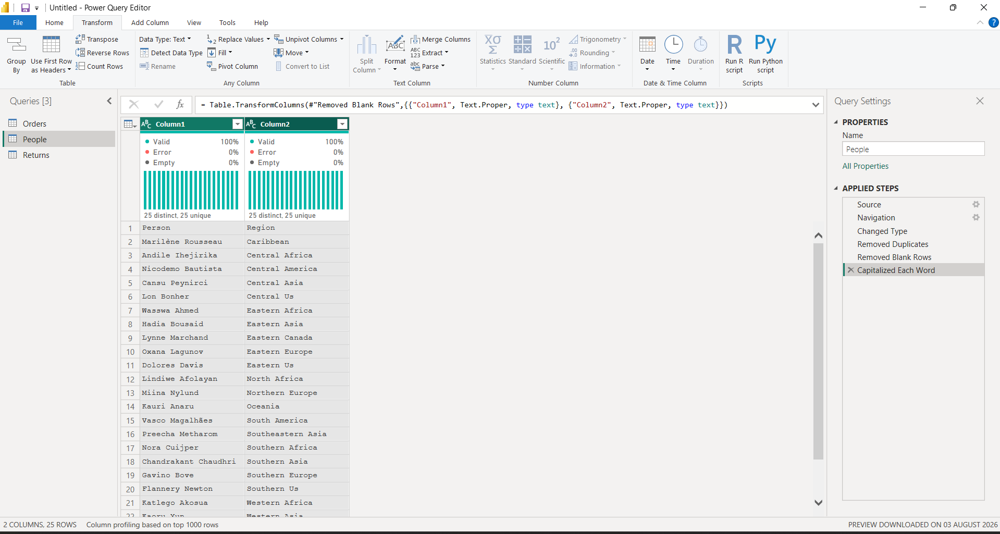 Untitled - Power Query Editor
File Home Transform Add Column View Tools Help
Group By
Use First Row as Headers
Transpose
Reverse Rows
Count Rows
Table
Data Type: Text
Detect Data Type
Rename
Replace Values
Fill
Pivot Column
Unpivot Columns
Move
Convert to List
Any Column
Split Column
Format
Merge Columns
Extract
Parse
Text Column
Statistics
Standard
Scientific
Trigonometry
Rounding
Information
Number Column
Date
Time
Duration
Date & Time Column
R
Run R script
Py
Run Python script
Scripts
Queries [3]
Orders
People
Returns
fx
= Table.TransformColumns(#"Removed Blank Rows",{{"Column1", Text.Proper, type text}, {"Column2", Text.Proper, type text}})
Column1 Column2
Valid 100% Valid 100%
Error 0% Error 0%
Empty 0% Empty 0%
25 distinct, 25 unique 25 distinct, 25 unique
1 Person Region
2 Marilène Rousseau Caribbean
3 Andile Ihejirika Central Africa
4 Nicodemo Bautista Central America
5 Cansu Peynirci Central Asia
6 Lon Bonher Central Us
7 Wasswa Ahmed Eastern Africa
8 Hadia Bousaid Eastern Asia
9 Lynne Marchand Eastern Canada
10 Oxana Lagunov Eastern Europe
11 Dolores Davis Eastern Us
12 Lindiwe Afolayan North Africa
13 Miina Nylund Northern Europe
14 Kauri Anaru Oceania
15 Vasco Magalhães South America
16 Preecha Metharom Southeastern Asia
17 Nora Cuijper Southern Africa
18 Chandrakant Chaudhri Southern Asia
19 Gavino Bove Southern Europe
20 Flannery Newton Southern Us
21 Katlego Akosua Western Africa
22 Kaoru Xun Western Asia
Query Settings
PROPERTIES
Name
People
All Properties
APPLIED STEPS
Source
Navigation
Changed Type
Removed Duplicates
Removed Blank Rows
Capitalized Each Word
2 COLUMNS, 25 ROWS Column profiling based on top 1000 rows
PREVIEW DOWNLOADED ON 03 AUGUST 2026